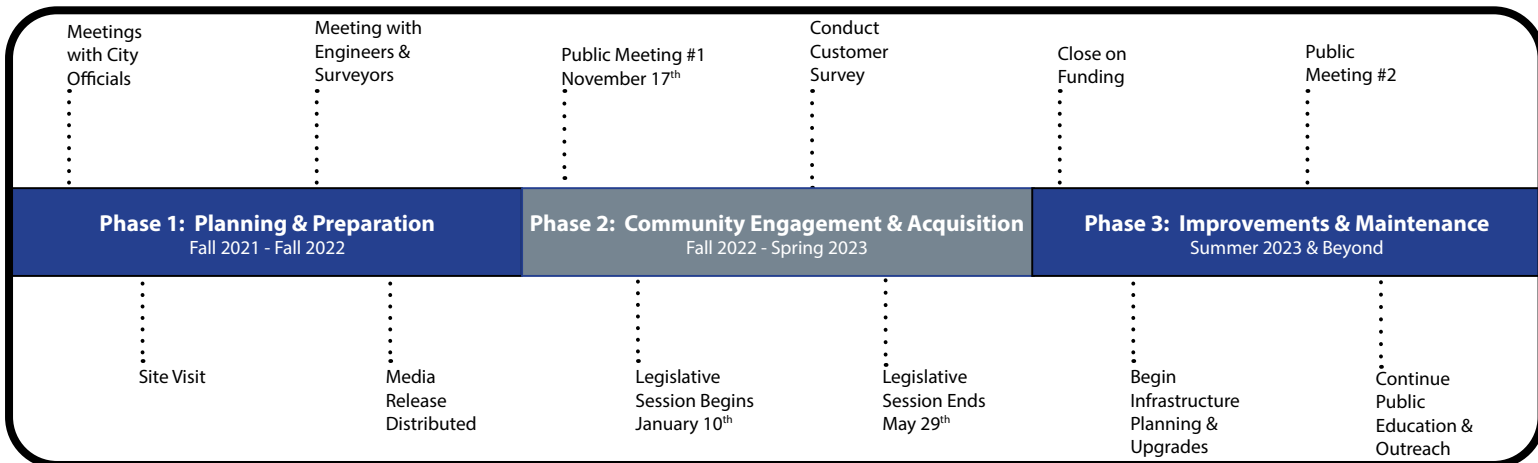 Meetings
with City
Officials
Meeting with
Engineers &
Surveyors
Public Meeting #1
November 17th
Conduct
Customer
Survey
Close on
Funding
Public
Meeting #2
Phase 1: Planning & Preparation
Fall 2021 - Fall 2022
Phase 2: Community Engagement & Acquisition
Fall 2022 - Spring 2023
Phase 3: Improvements & Maintenance
Summer 2023 & Beyond
Site Visit
Media
Release
Distributed
Legislative
Session Begins
January 10th
Legislative
Session Ends
May 29th
Begin
Infrastructure
Planning &
Upgrades
Continue
Public
Education &
Outreach